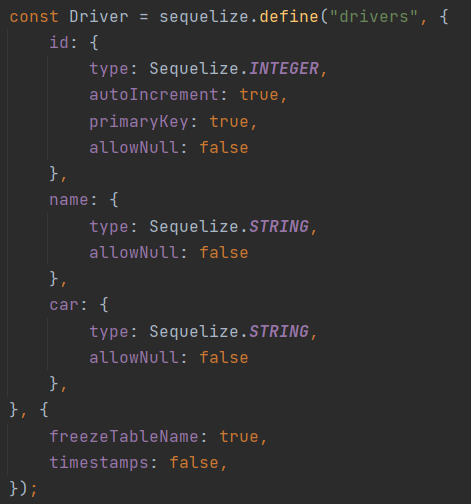 const Driver = sequelize.define("drivers", {
    id: {
        type: Sequelize.INTEGER,
        autoIncrement: true,
        primaryKey: true,
        allowNull: false
    },
    name: {
        type: Sequelize.STRING,
        allowNull: false
    },
    car: {
        type: Sequelize.STRING,
        allowNull: false
    },
}, {
    freezeTableName: true,
    timestamps: false,
});